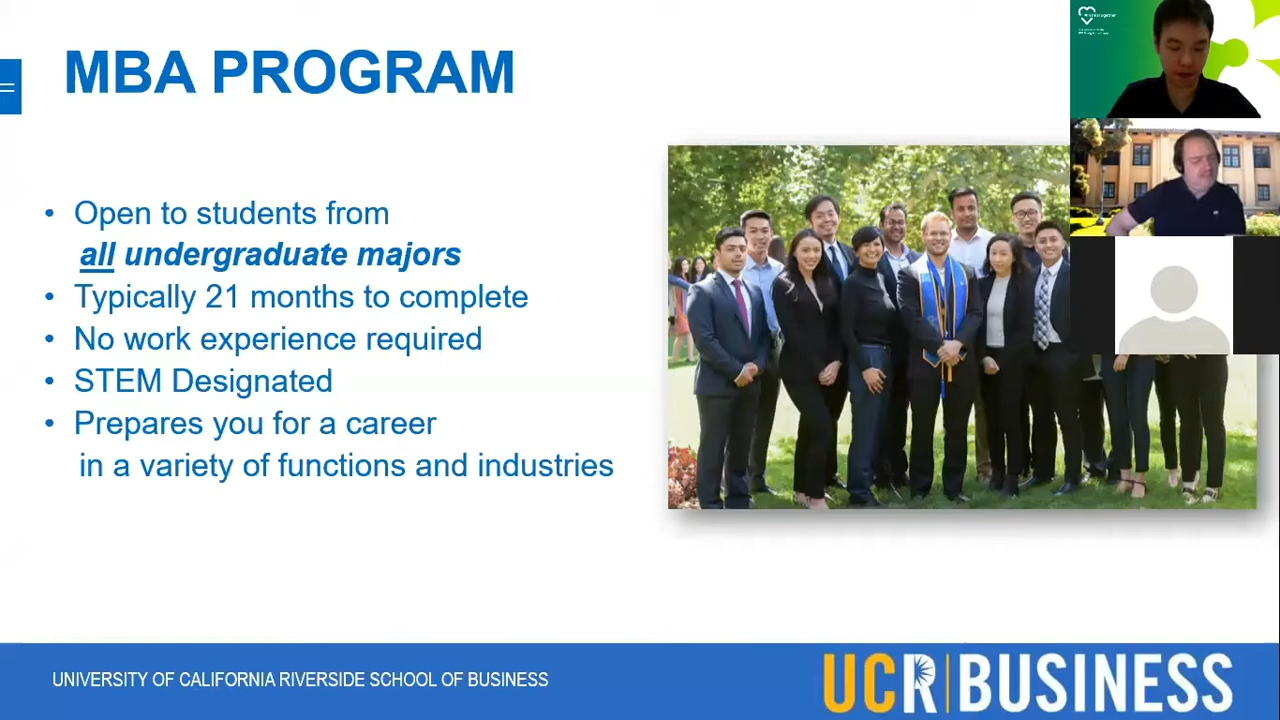 MBA PROGRAM
• Open to students from
all undergraduate majors
• Typically 21 months to complete
• No work experience required
• STEM Designated
• Prepares you for a career
in a variety of functions and industries
UNIVERSITY OF CALIFORNIA RIVERSIDE SCHOOL OF BUSINESS
UCR BUSINESS